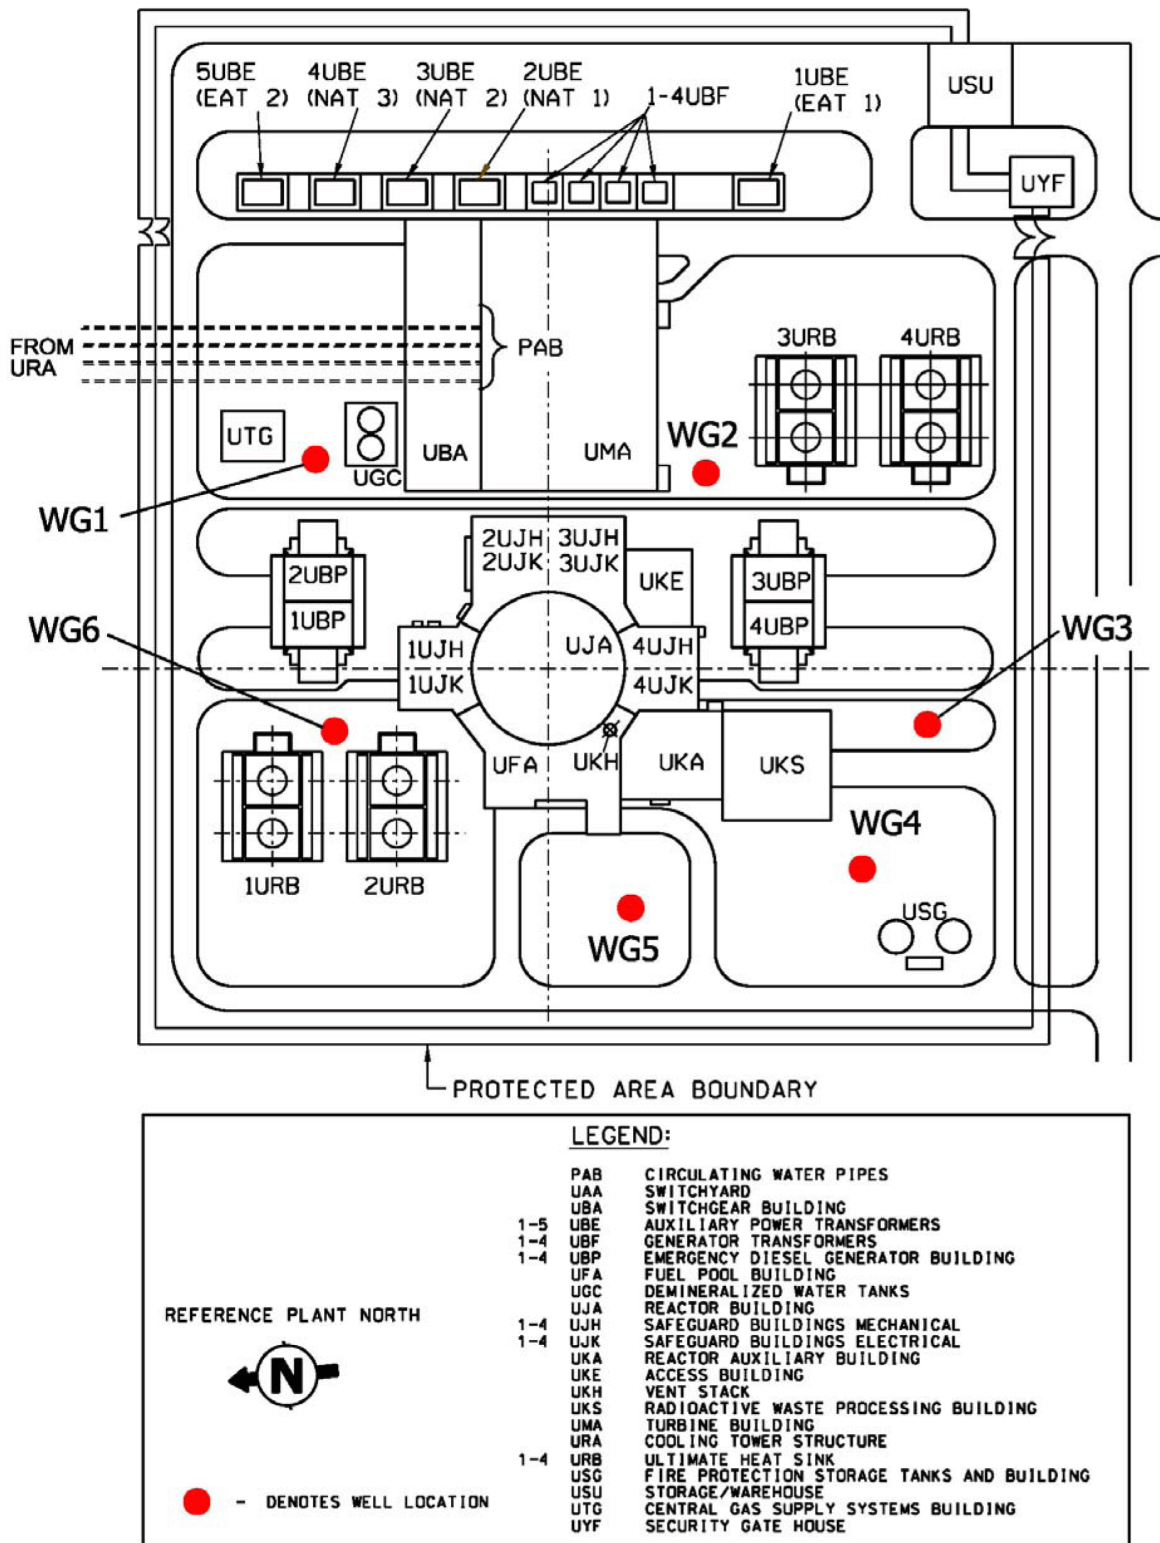 5UBE 4UBE 3UBE 2UBE 1-4UBF 1UBE
(EAT 2) (NAT 3) (NAT 2) (NAT 1) (EAT 1)
USU
UYF
FROM
URA
PAB
3URB 4URB
UTG
UGC
UBA
UMA
WG2
WG1
2UJH 3UJH
2UJK 3UJK
UKE
2UBP
1UBP
3UBP
4UBP
WG6
WG3
1UJH
1UJK
UJA
4UJH
4UJK
UFA
UKH
UKA
UKS
1URB 2URB
WG4
USG
WG5
PROTECTED AREA BOUNDARY
LEGEND:
PAB CIRCULATING WATER PIPES
UAA SWITCHYARD
UBA SWITCHGEAR BUILDING
1-5 UBE AUXILIARY POWER TRANSFORMERS
1-4 UBF GENERATOR TRANSFORMERS
1-4 UBP EMERGENCY DIESEL GENERATOR BUILDING
UFA FUEL POOL BUILDING
UGC DEMINERALIZED WATER TANKS
UJA REACTOR BUILDING
1-4 UJH SAFEGUARD BUILDINGS MECHANICAL
1-4 UJK SAFEGUARD BUILDINGS ELECTRICAL
UKA REACTOR AUXILIARY BUILDING
UKE ACCESS BUILDING
UKH VENT STACK
UKS RADIOACTIVE WASTE PROCESSING BUILDING
UMA TURBINE BUILDING
URA COOLING TOWER STRUCTURE
1-4 URB ULTIMATE HEAT SINK
USG FIRE PROTECTION STORAGE TANKS AND BUILDING
USU STORAGE/WAREHOUSE
UTG CENTRAL GAS SUPPLY SYSTEMS BUILDING
UYF SECURITY GATE HOUSE
REFERENCE PLANT NORTH
N
- DENOTES WELL LOCATION